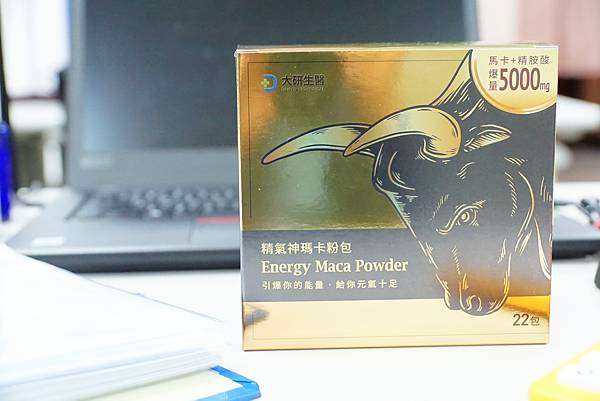 大研生醫
馬卡+精胺酸
爆量5000mg
精氣神瑪卡粉包
Energy Maca Powder
引爆你的能量‧給你元氣十足
22包